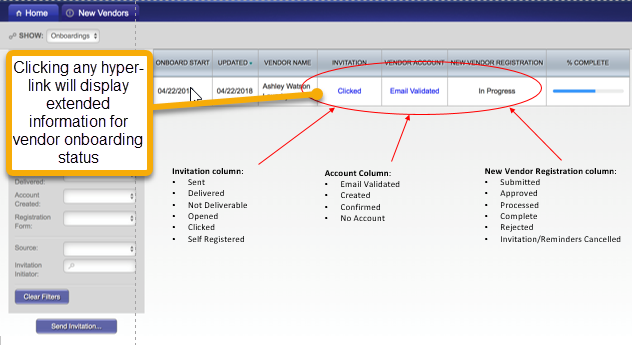 Home
New Vendors
SHOW: Onboardings
ONBOARD START
UPDATED
VENDOR NAME
INVITATION
VENDOR ACCOUNT
NEW VENDOR REGISTRATION
% COMPLETE
04/22/201
04/22/2018
Ashley Watson
Clicked
Email Validated
In Progress
Clicking any hyper-
link will display
extended
information for
vendor onboarding
status
Delivered:
Account
Created:
Registration
Form:
Source:
Invitation
Initiator:
Clear Filters
Send Invitation...
Invitation column:
• Sent
• Delivered
• Not Deliverable
• Opened
• Clicked
• Self Registered
Account Column:
• Email Validated
• Created
• Confirmed
• No Account
New Vendor Registration column:
• Submitted
• Approved
• Processed
• Complete
• Rejected
• Invitation/Reminders Cancelled